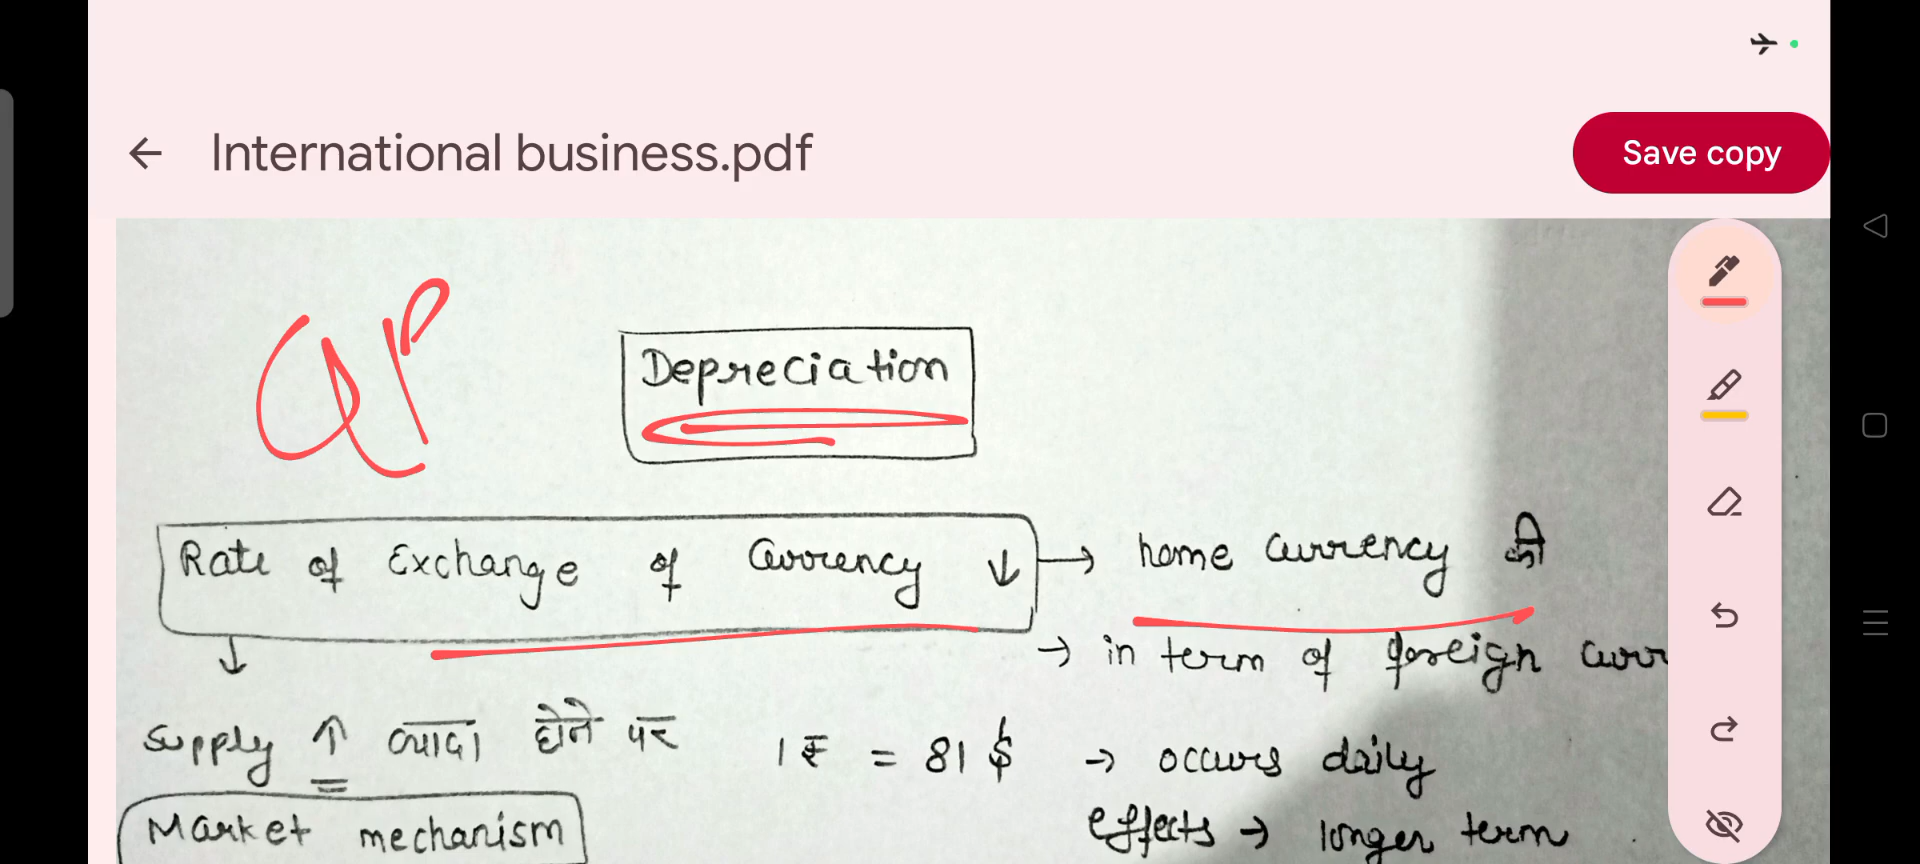 International business.pdf
Save copy
QP
Depreciation
Rate of Exchange of Currency ↓ → home currency की
→ in term of foreign curr
↓
Supply ↑ ज्यादा होने पर 1₹ = 81 $ → occurs daily
Market mechanism effects → longer term